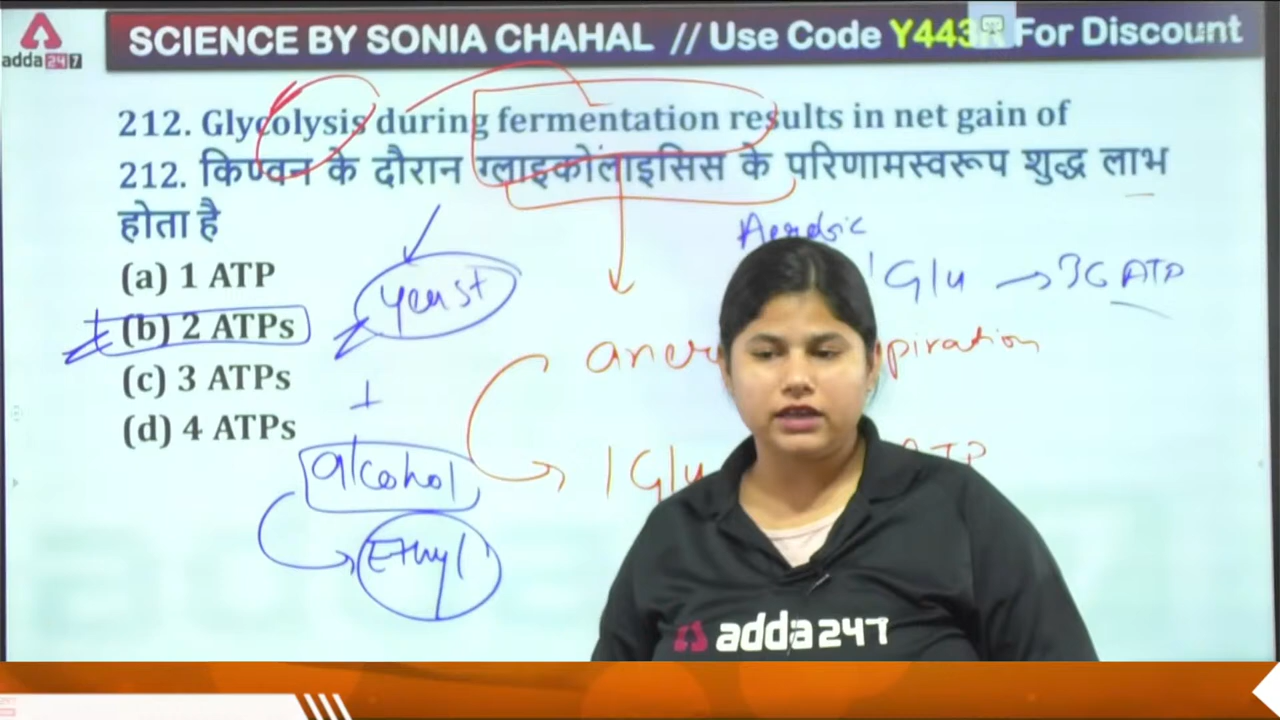 adda247
SCIENCE BY SONIA CHAHAL // Use Code Y443 For Discount
212. Glycolysis during fermentation results in net gain of
212. किण्वन के दौरान ग्लाइकोलाइसिस के परिणामस्वरूप शुद्ध लाभ
होता है
(a) 1 ATP
(b) 2 ATPs
(c) 3 ATPs
(d) 4 ATPs
Aerobic
1 Glu → 36 ATP
yeast
+
alcohol
Ethyl
1 Glu ATP
adda247